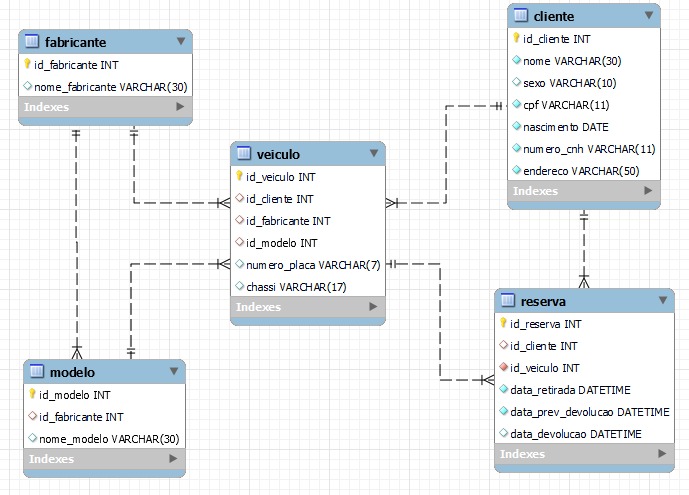 fabricante
id_fabricante INT
nome_fabricante VARCHAR(30)
Indexes
cliente
id_cliente INT
nome VARCHAR(30)
sexo VARCHAR(10)
cpf VARCHAR(11)
nascimento DATE
numero_cnh VARCHAR(11)
endereco VARCHAR(50)
Indexes
veiculo
id_veiculo INT
id_cliente INT
id_fabricante INT
id_modelo INT
numero_placa VARCHAR(7)
chassi VARCHAR(17)
Indexes
modelo
id_modelo INT
id_fabricante INT
nome_modelo VARCHAR(30)
Indexes
reserva
id_reserva INT
id_cliente INT
id_veiculo INT
data_retirada DATETIME
data_prev_devolucao DATETIME
data_devolucao DATETIME
Indexes